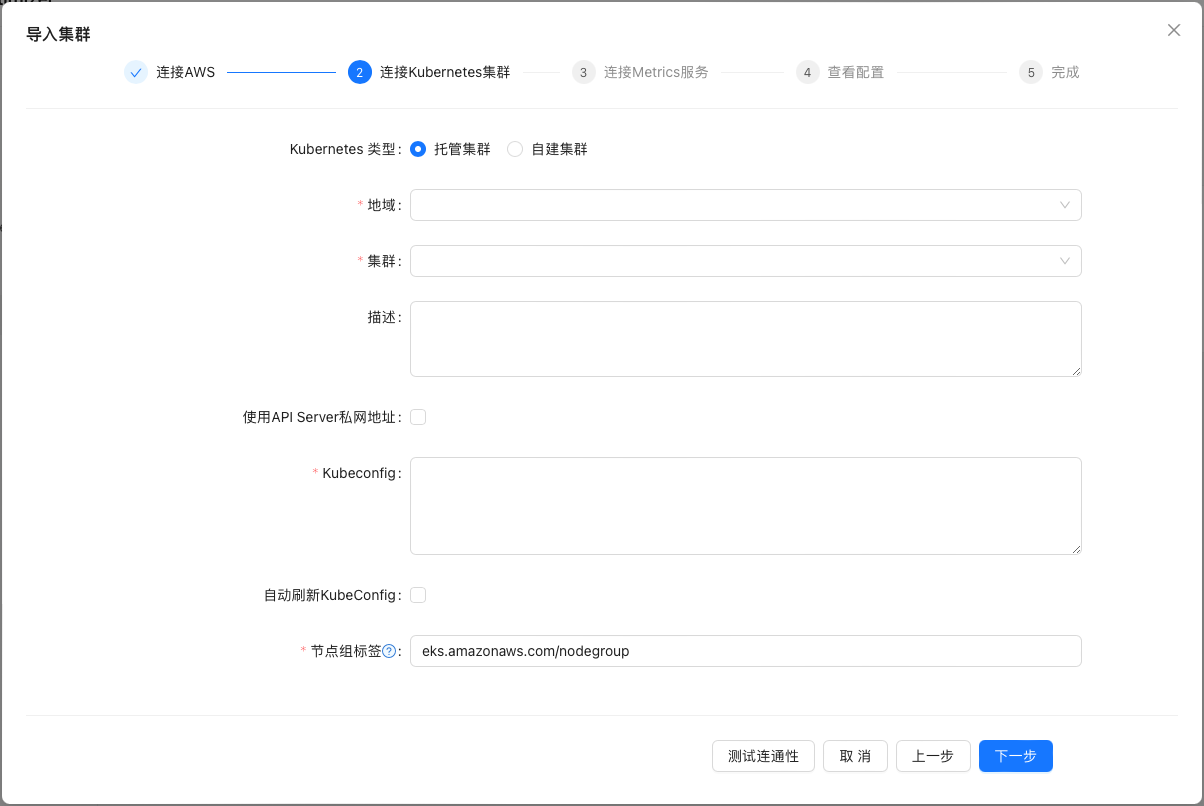 导入集群
连接AWS
2 连接Kubernetes集群
3 连接Metrics服务
4 查看配置
5 完成
Kubernetes 类型: 托管集群 自建集群
* 地域:
* 集群:
描述:
使用API Server私网地址:
* Kubeconfig:
自动刷新KubeConfig:
* 节点组标签?: eks.amazonaws.com/nodegroup
测试连通性 取 消 上一步 下一步